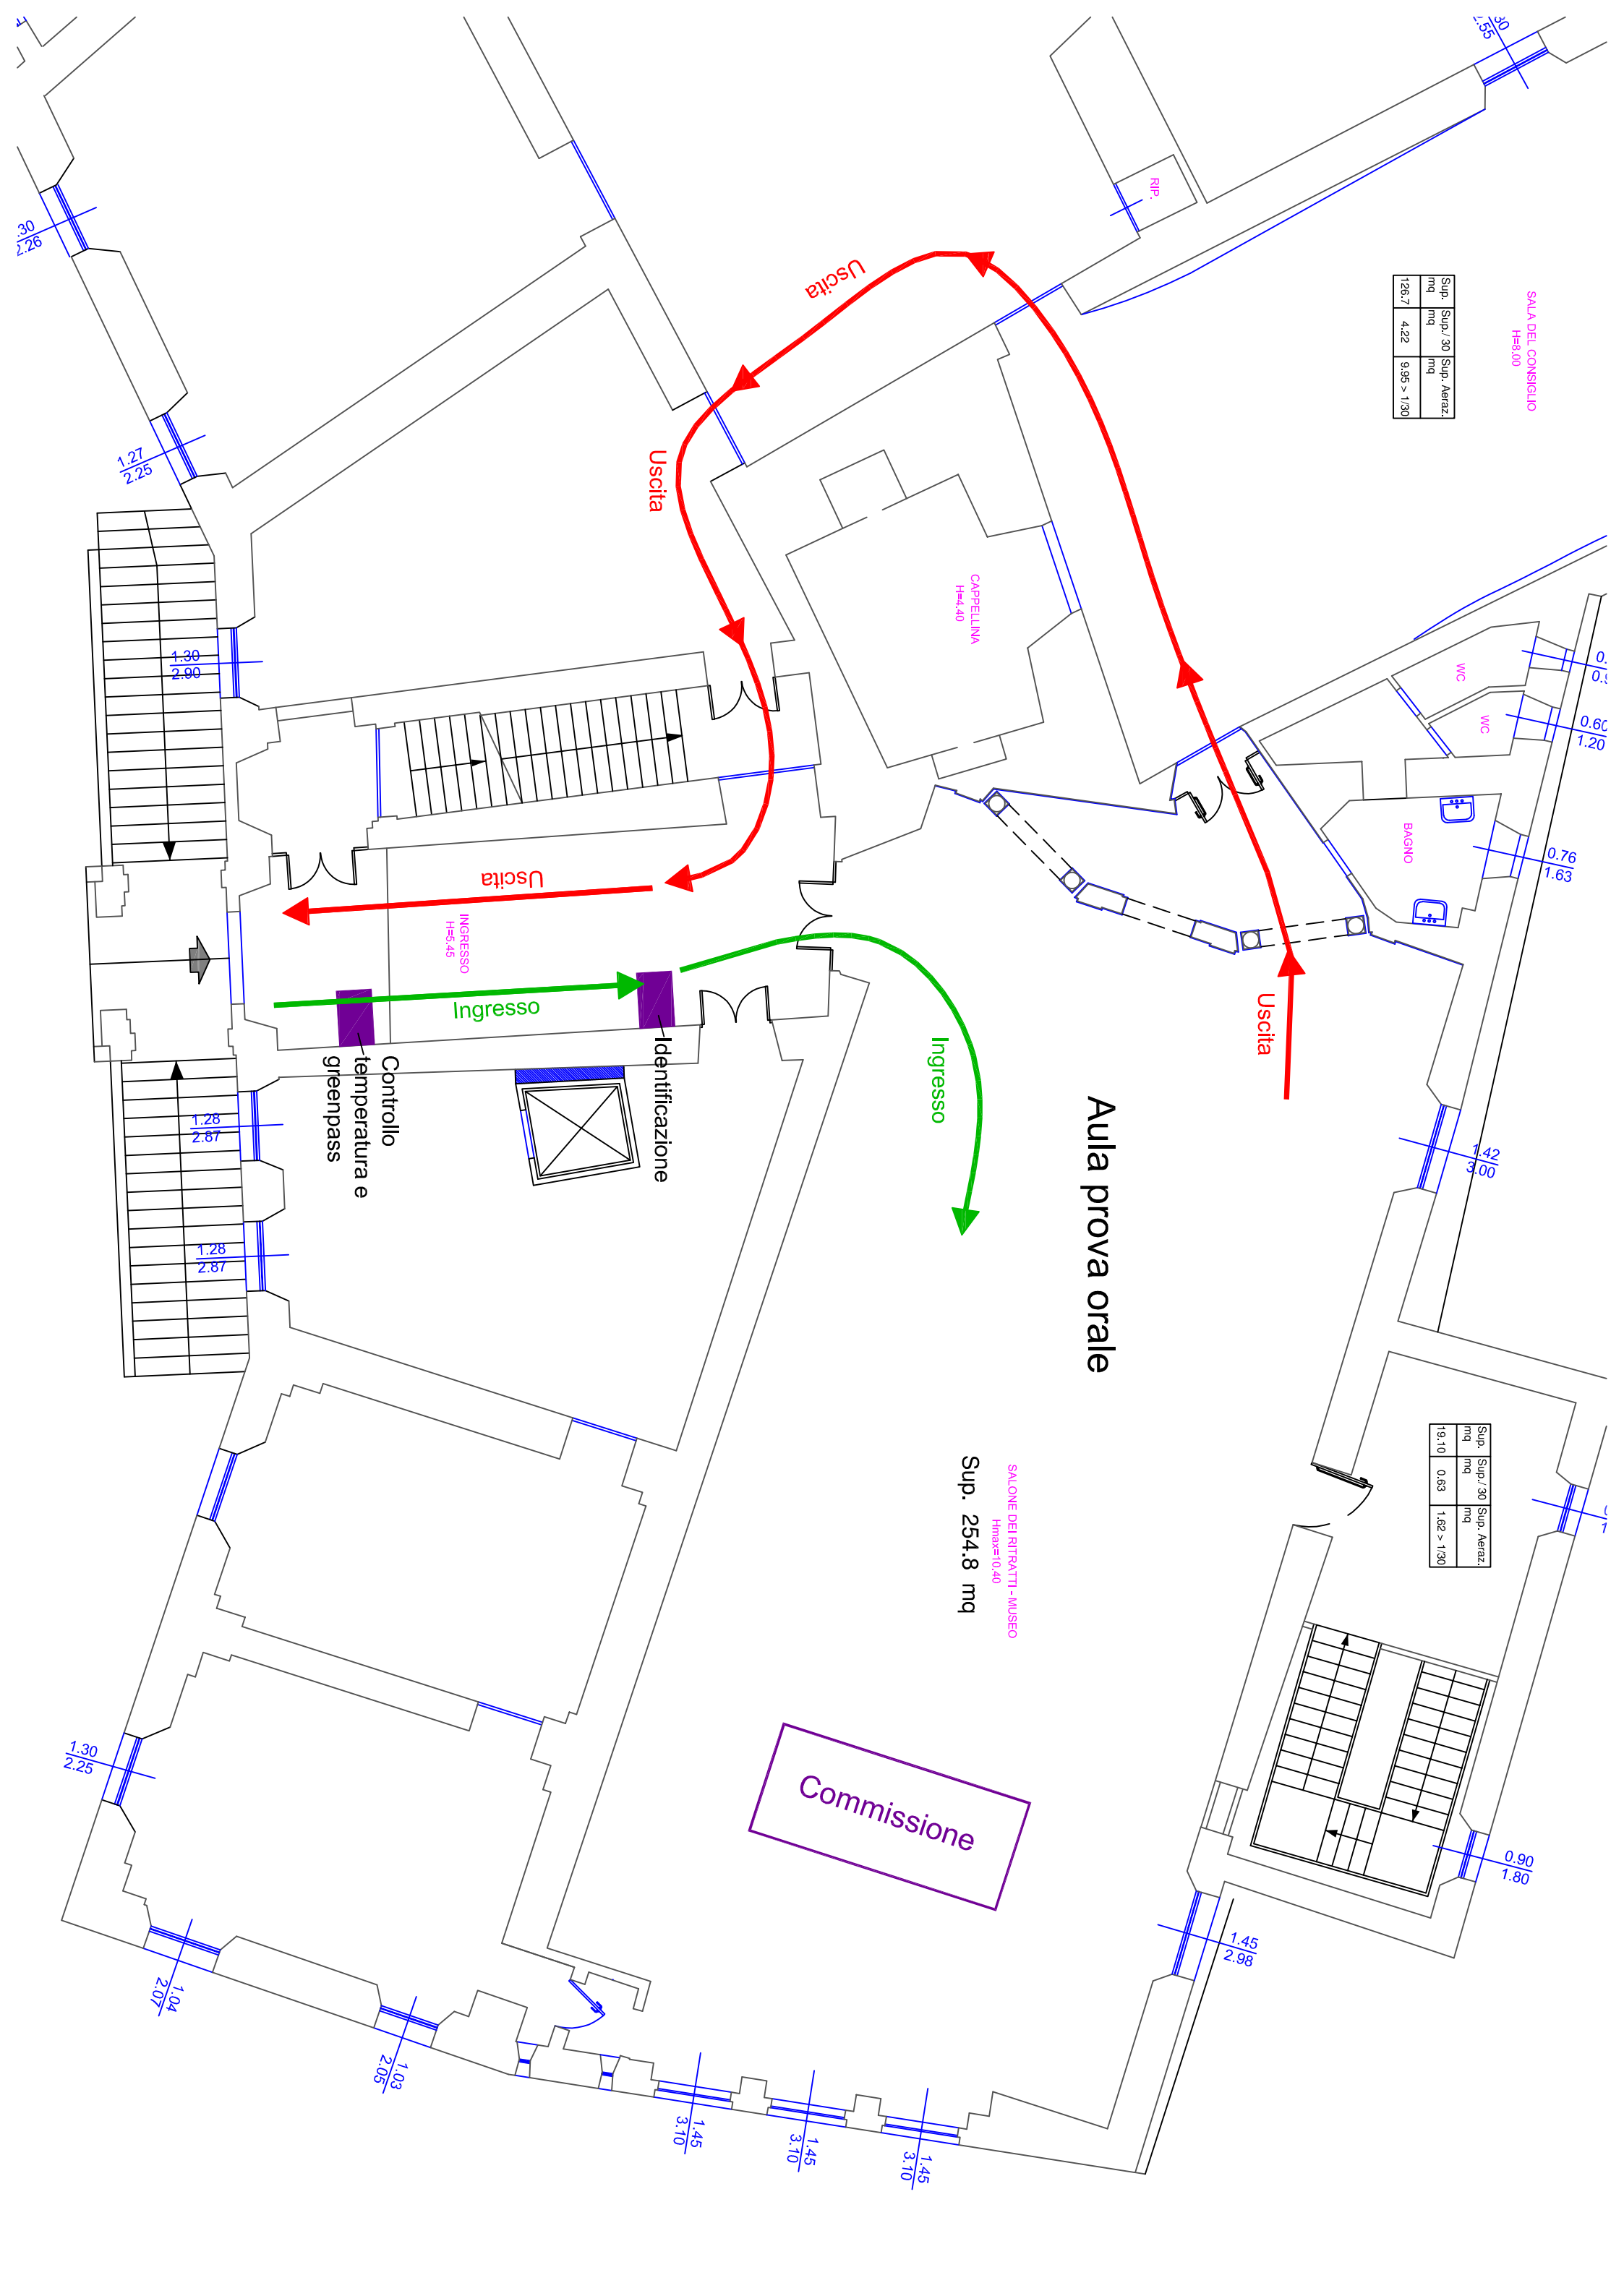 .30
2.26
1.27
2.25
1.30
2.90
1.28
2.87
1.28
2.87
1.30
2.25
1.04
2.07
1.03
2.05
1.45
3.10
1.45
3.10
1.45
3.10
1.45
2.98
0.90
1.80
1.42
3.00
0.76
1.63
0.60
1.20
RIP.
SALA DEL CONSIGLIO
H=8.00
Sup. mq
Sup./ 30 mq
Sup. Aeraz. mq
126.7
4.22
9.95 > 1/30
CAPPELLINA
H=4.40
WC
WC
BAGNO
Uscita
Uscita
Uscita
Uscita
INGRESSO
H=5.45
Ingresso
Ingresso
Identificazione
Controllo
temperatura e
greenpass
Aula prova orale
SALONE DEI RITRATTI - MUSEO
Hmax=10.40
Sup. 254.8 mq
Sup. mq
Sup./ 30 mq
Sup. Aeraz. mq
19.10
0.63
1.62 > 1/30
Commissione